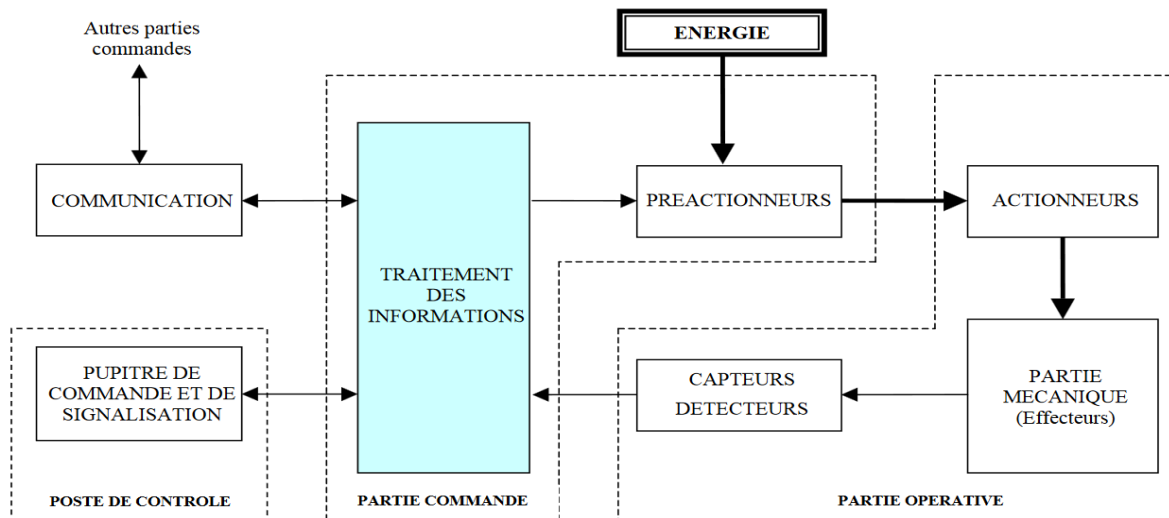 Autres parties
commandes
ENERGIE
COMMUNICATION
PREACTIONNEURS
ACTIONNEURS
TRAITEMENT
DES
INFORMATIONS
PUPITRE DE
COMMANDE ET DE
SIGNALISATION
CAPTEURS
DETECTEURS
PARTIE
MECANIQUE
(Effecteurs)
POSTE DE CONTROLE
PARTIE COMMANDE
PARTIE OPERATIVE